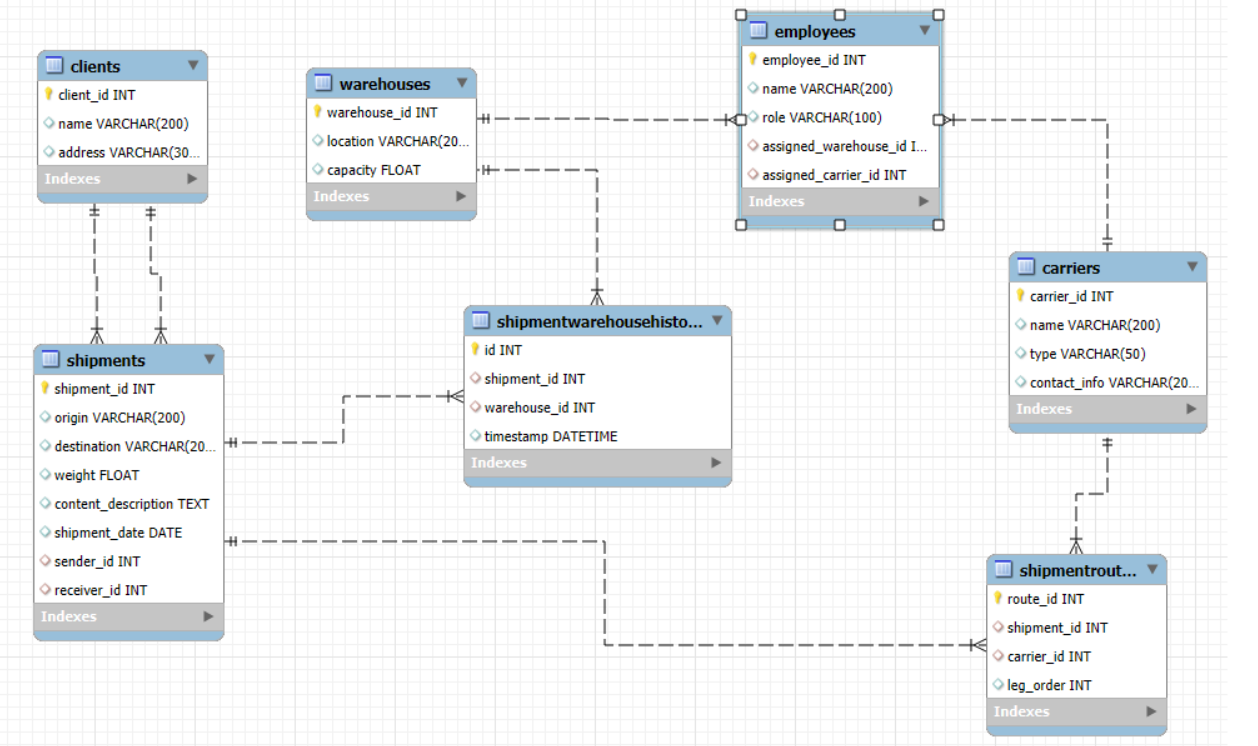 clients
client_id INT
name VARCHAR(200)
address VARCHAR(30...
Indexes
warehouses
warehouse_id INT
location VARCHAR(20...
capacity FLOAT
Indexes
employees
employee_id INT
name VARCHAR(200)
role VARCHAR(100)
assigned_warehouse_id I...
assigned_carrier_id INT
Indexes
carriers
carrier_id INT
name VARCHAR(200)
type VARCHAR(50)
contact_info VARCHAR(20...
Indexes
shipments
shipment_id INT
origin VARCHAR(200)
destination VARCHAR(20...
weight FLOAT
content_description TEXT
shipment_date DATE
sender_id INT
receiver_id INT
Indexes
shipmentwarehousehisto...
id INT
shipment_id INT
warehouse_id INT
timestamp DATETIME
Indexes
shipmentrout...
route_id INT
shipment_id INT
carrier_id INT
leg_order INT
Indexes